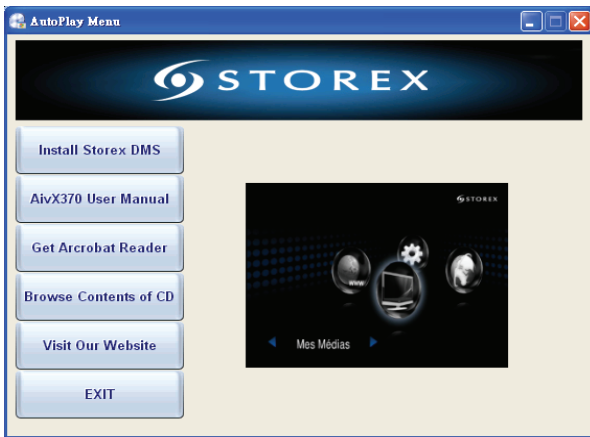 AutoPlay Menu
STOREX
Install Storex DMS
AivX370 User Manual
Get Arcrobat Reader
Browse Contents of CD
Visit Our Website
EXIT
STOREX
WWW
Mes Médias